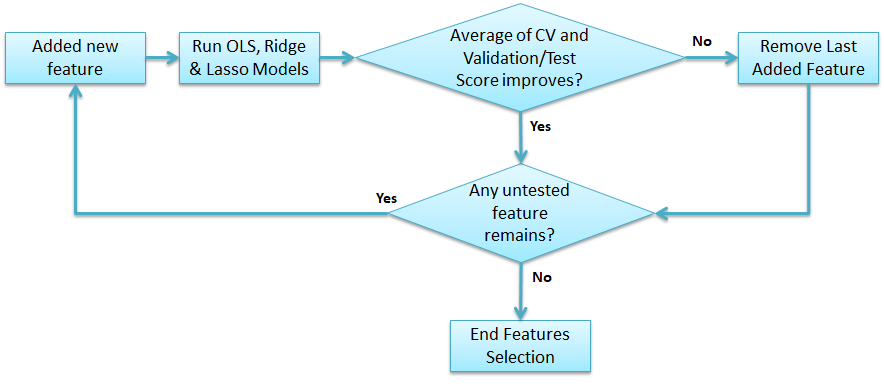 Added new
feature
Run OLS, Ridge
& Lasso Models
Average of CV and
Validation/Test
Score improves?
No
Remove Last
Added Feature
Yes
Any untested
feature
remains?
Yes
No
End Features
Selection